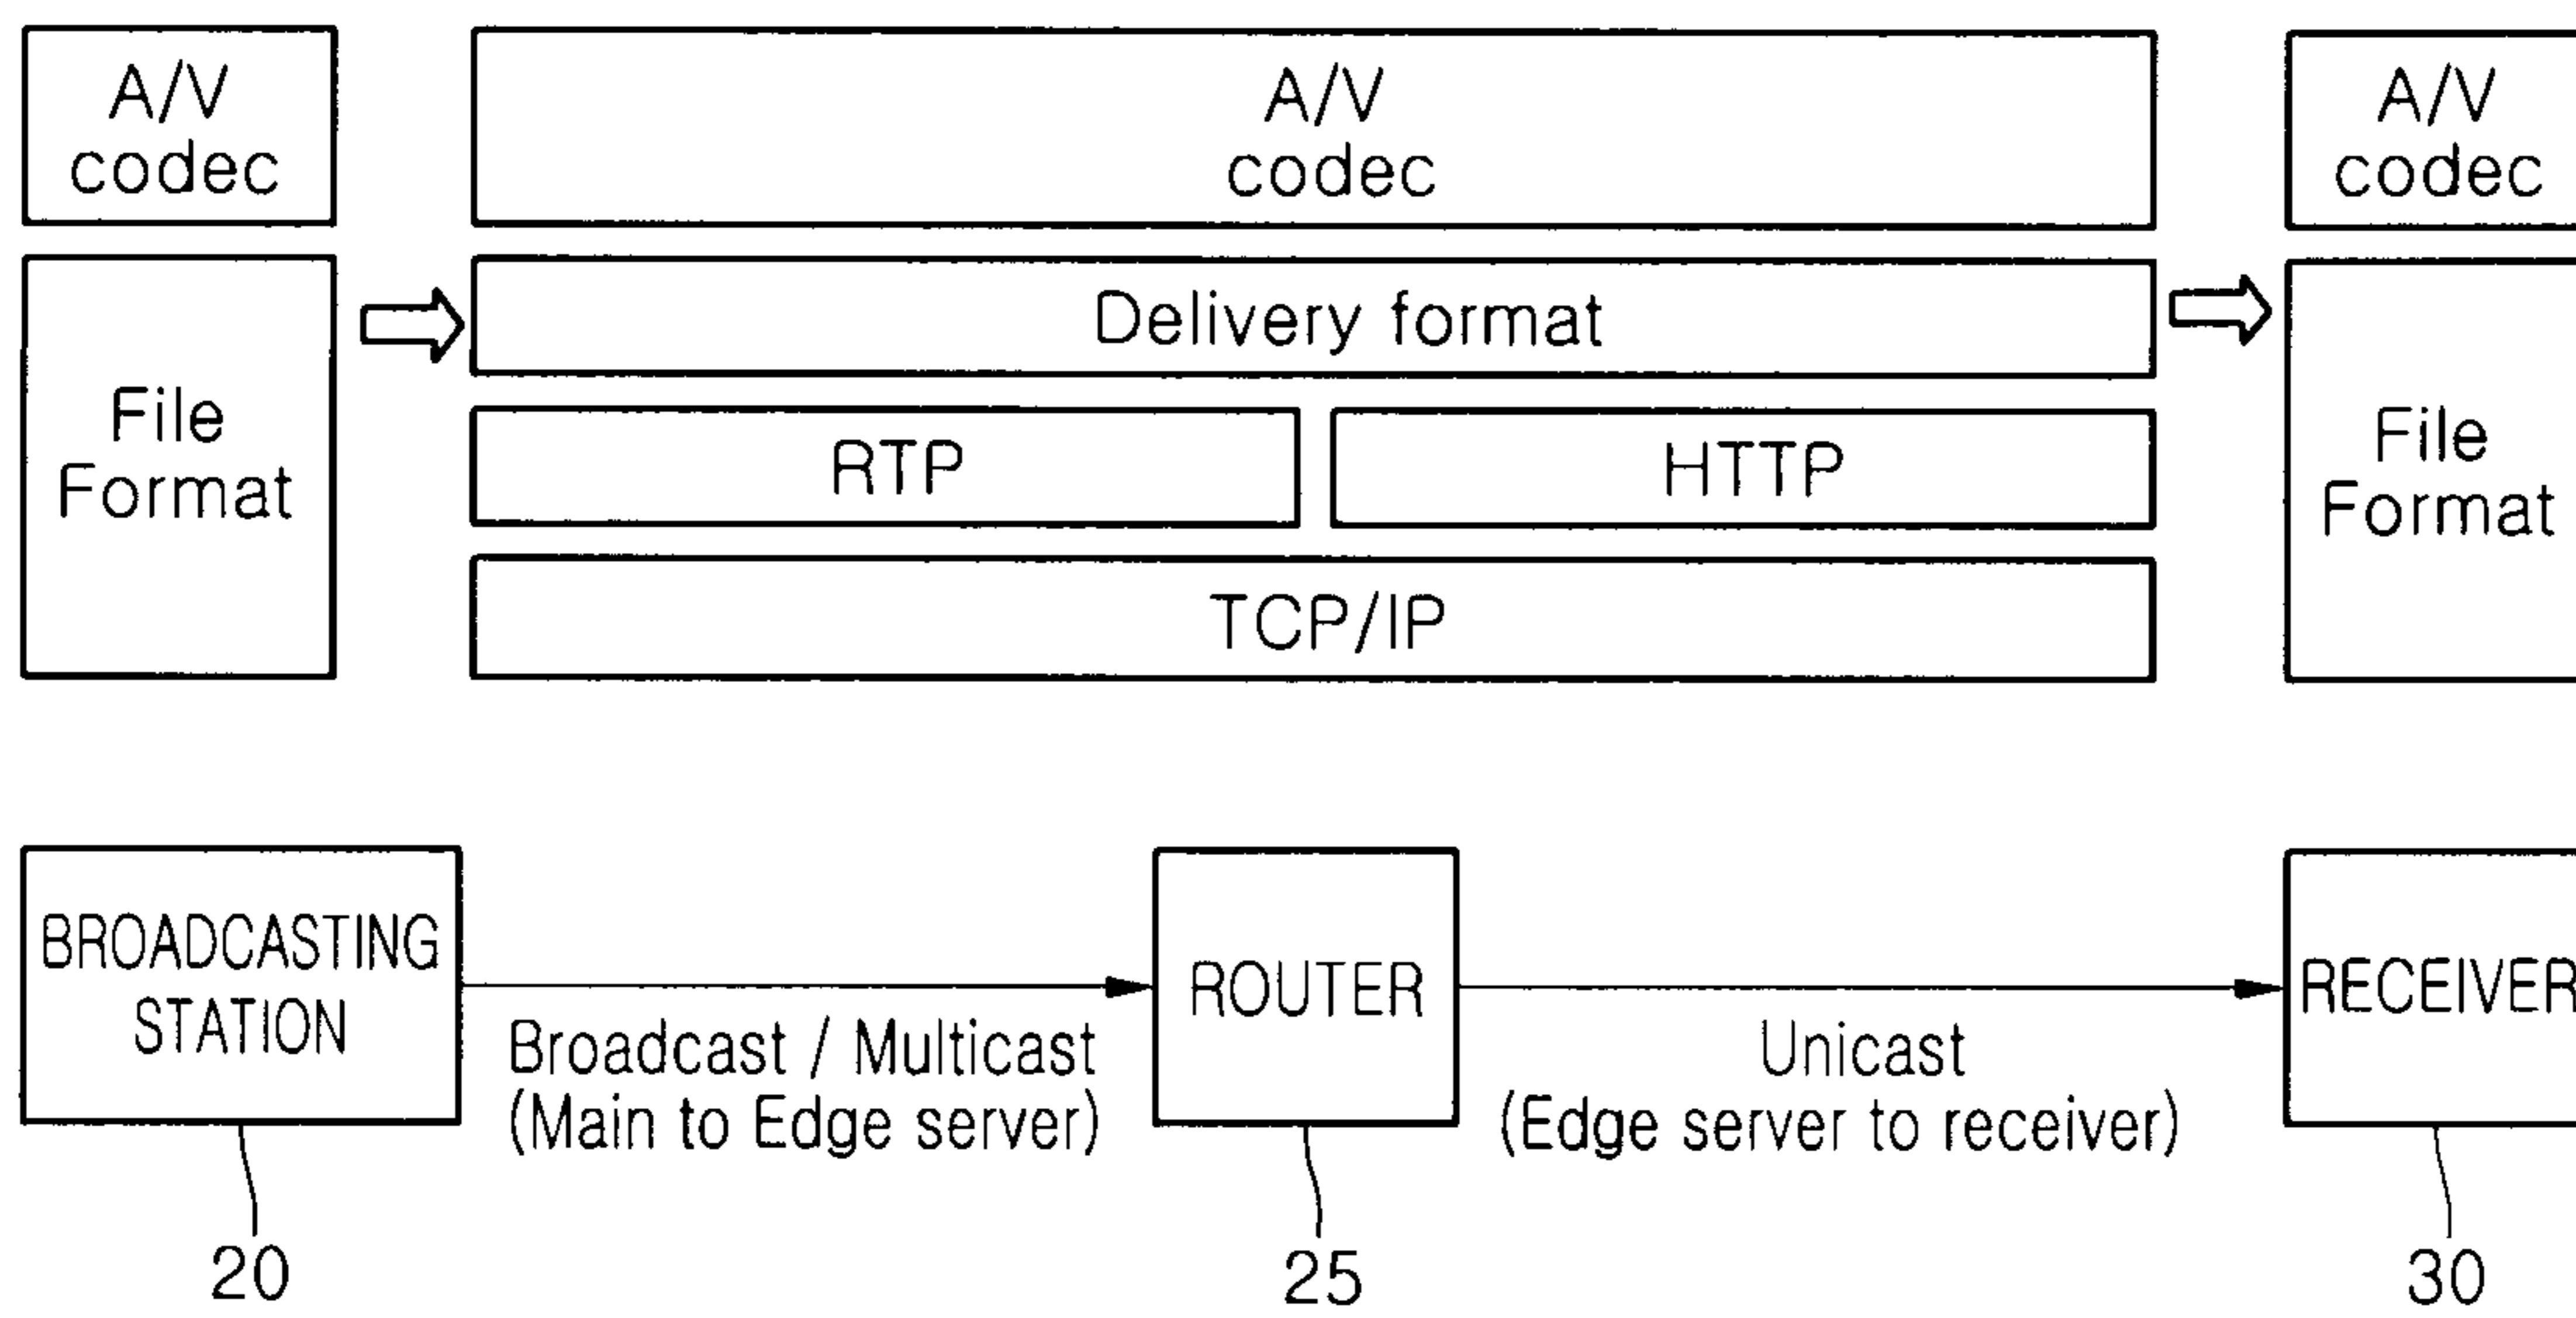 A/V
codec
A/V
codec
A/V
codec
File
Format
Delivery format
RTP
HTTP
TCP/IP
File
Format
BROADCASTING
STATION
Broadcast / Multicast
(Main to Edge server)
ROUTER
Unicast
(Edge server to receiver)
RECEIVER
20
25
30